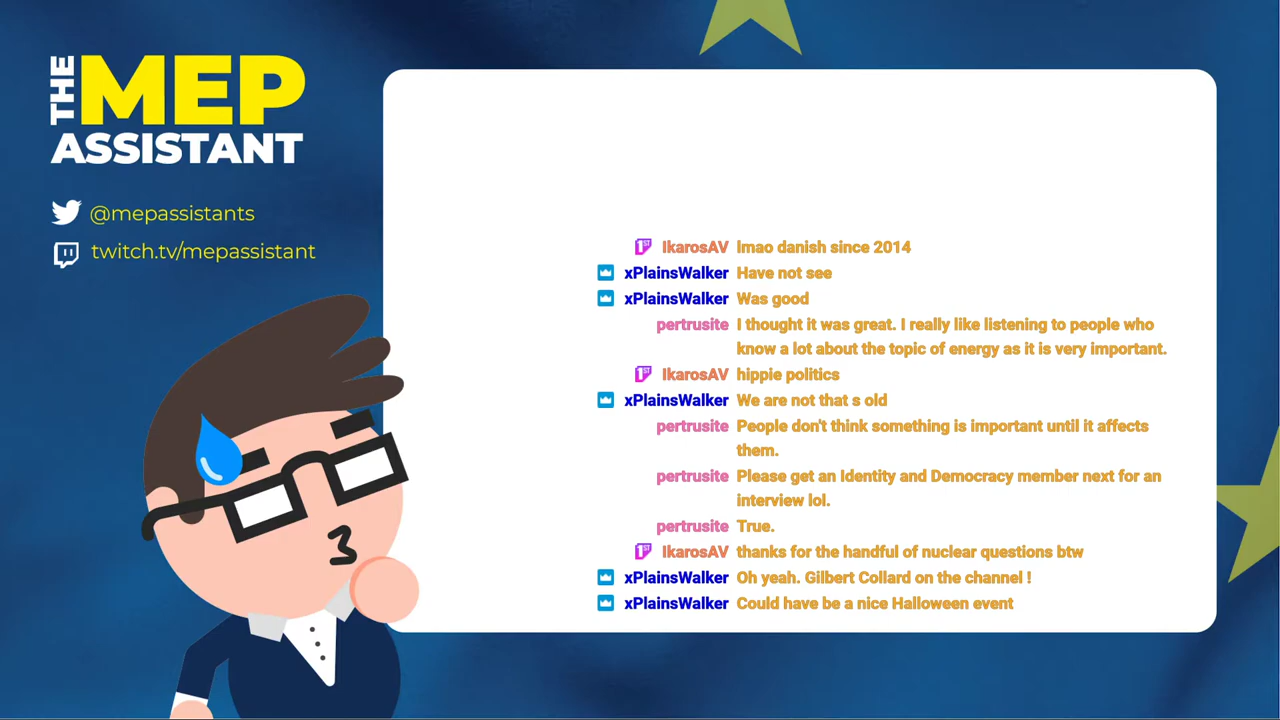 THE MEP
ASSISTANT
@mepassistants
twitch.tv/mepassistant
1ST IkarosAV lmao danish since 2014
xPlainsWalker Have not see
xPlainsWalker Was good
pertrusite I thought it was great. I really like listening to people who
know a lot about the topic of energy as it is very important.
1ST IkarosAV hippie politics
xPlainsWalker We are not that s old
pertrusite People don't think something is important until it affects
them.
pertrusite Please get an Identity and Democracy member next for an
interview lol.
pertrusite True.
1ST IkarosAV thanks for the handful of nuclear questions btw
xPlainsWalker Oh yeah. Gilbert Collard on the channel !
xPlainsWalker Could have be a nice Halloween event